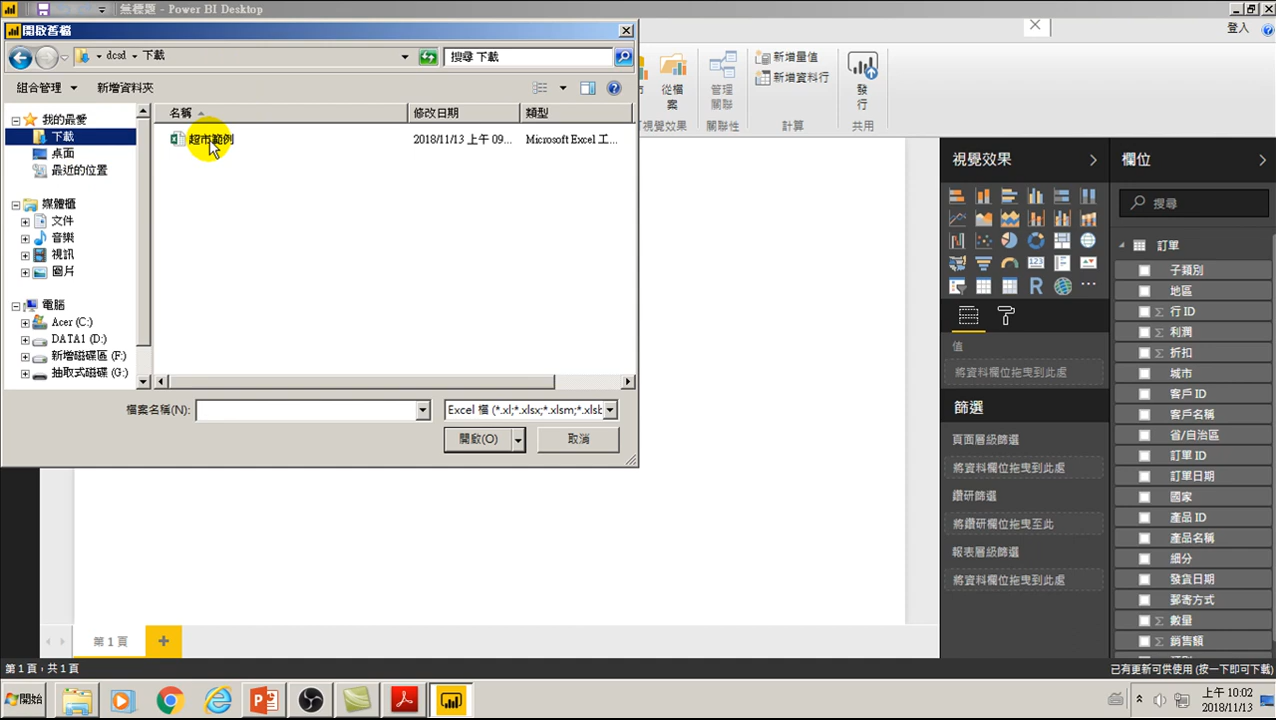 無標題 - Power BI Desktop
開啟舊檔
dcsd
下載
搜尋 下載
登入
組合管理
新增資料夾
從檔
案
管理
關聯
新增量值
新增資料行
發
行
視覺效果
關聯性
計算
共用
我的最愛
下載
桌面
最近的位置
媒體櫃
文件
音樂
視訊
圖片
電腦
Acer (C:)
DATA1 (D:)
新增磁碟區 (F:)
抽取式磁碟 (G:)
名稱
修改日期
類型
超市範例
2018/11/13 上午 09...
Microsoft Excel 工...
檔案名稱(N):
Excel 檔 (*.xl;*.xlsx;*.xlsm;*.xlsb
開啟(O)
取消
視覺效果
值
將資料欄位拖曳到此處
篩選
頁面層級篩選
將資料欄位拖曳到此處
鑽研篩選
將鑽研欄位拖曳至此
報表層級篩選
將資料欄位拖曳到此處
欄位
搜尋
訂單
子類別
地區
行 ID
利潤
折扣
城市
客戶 ID
客戶名稱
省/自治區
訂單 ID
訂單日期
國家
產品 ID
產品名稱
細分
發貨日期
郵寄方式
數量
銷售額
第 1 頁
第 1 頁，共 1 頁
已有更新可供使用 (按一下即可下載)
開始
上午 10:02
2018/11/13